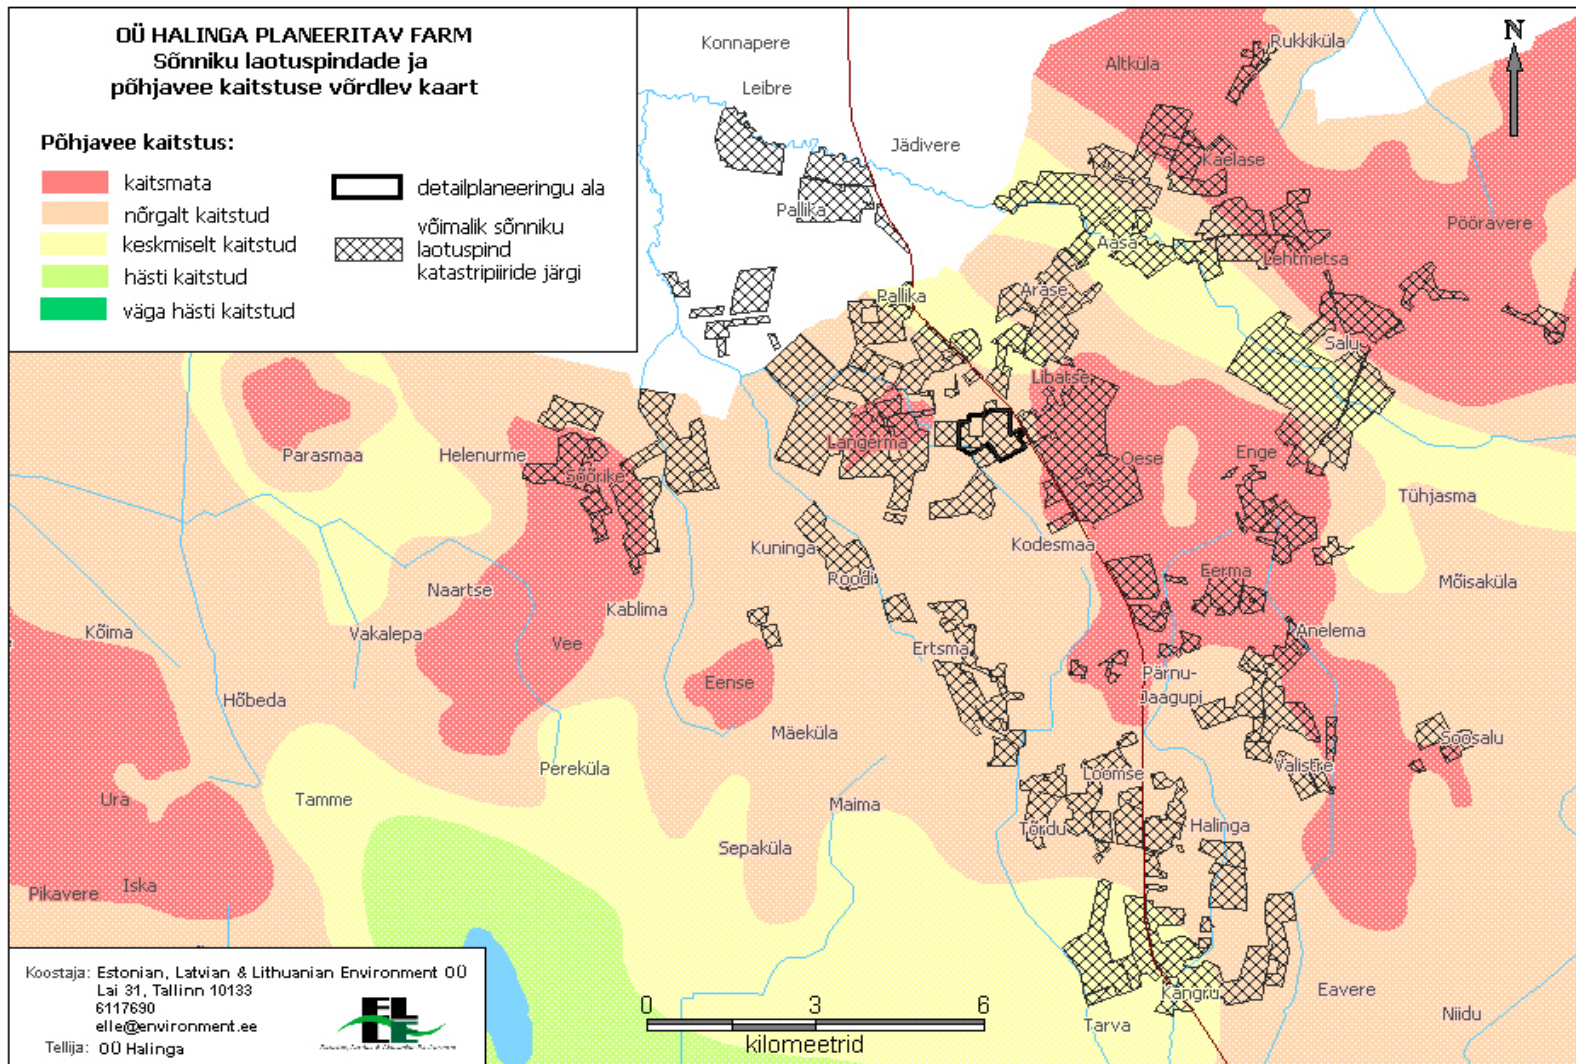 OÜ HALINGA PLANEERITAV FARM
Sõnniku laotuspindade ja
põhjavee kaitstuse võrdlev kaart
Põhjavee kaitstus:
kaitsmata
nõrgalt kaitstud
keskmiselt kaitstud
hästi kaitstud
väga hästi kaitstud
detailplaneeringu ala
võimalik sõnniku
laotuspind
katastripiiride järgi
N
Konnapere
Leibre
Jädivere
Altküla
Rukkiküla
Kaelase
Pööravere
Pallika
Aasa
Lehtmetsa
Pallika
Arase
Salu
Libatse
Langerma
Oese
Enge
Parasmaa
Helenurme
Sõõrike
Tühjasma
Kuninga
Kodesmaa
Roodi
Eerma
Mõisaküla
Naartse
Kablima
Kõima
Vakalepa
Vee
Ertsma
Anelema
Eense
Pärnu-
Jaagupi
Hõbeda
Mäeküla
Soosalu
Pereküla
Loomse
Valistre
Ura
Tamme
Maima
Tõrdu
Halinga
Sepaküla
Pikavere
Iska
Kangru
Eavere
Tarva
Niidu
0 3 6
kilomeetrid
Koostaja: Estonian, Latvian & Lithuanian Environment OÜ
Lai 31, Tallinn 10133
6117690
elle@environment.ee
Tellija: OÜ Halinga
ELLE